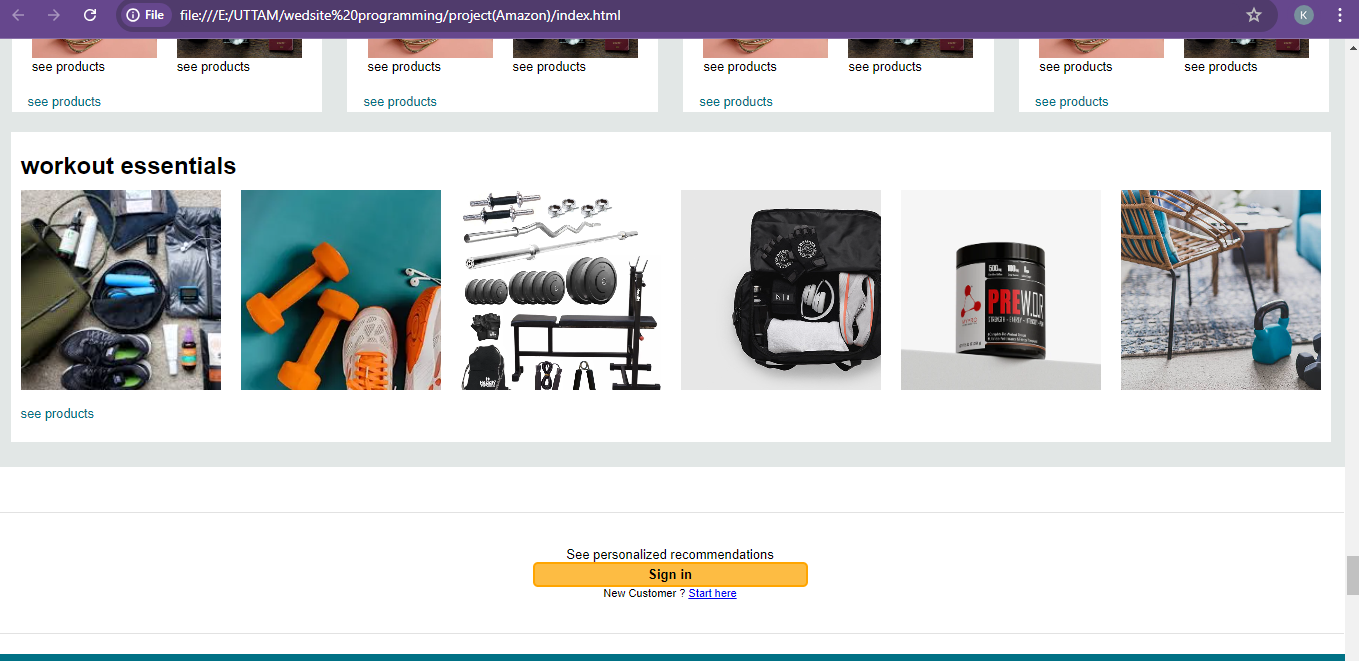 File file:///E:/UTTAM/wedsite%20programming/project(Amazon)/index.html
K
see products see products see products see products see products see products see products see products
see products see products see products see products
workout essentials
PREW.O.R
see products
See personalized recommendations
Sign in
New Customer ? Start here